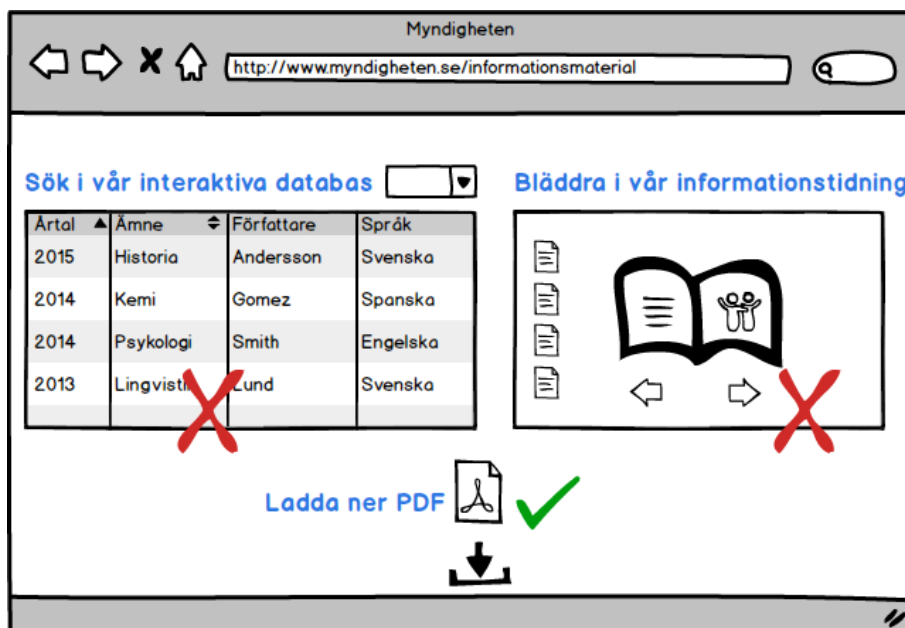 Myndigheten
http://www.myndigheten.se/informationsmaterial
Sök i vår interaktiva databas
Bläddra i vår informationstidning
Årtal Ämne Författare Språk
2015 Historia Andersson Svenska
2014 Kemi Gomez Spanska
2014 Psykologi Smith Engelska
2013 Lund Svenska
Ladda ner PDF